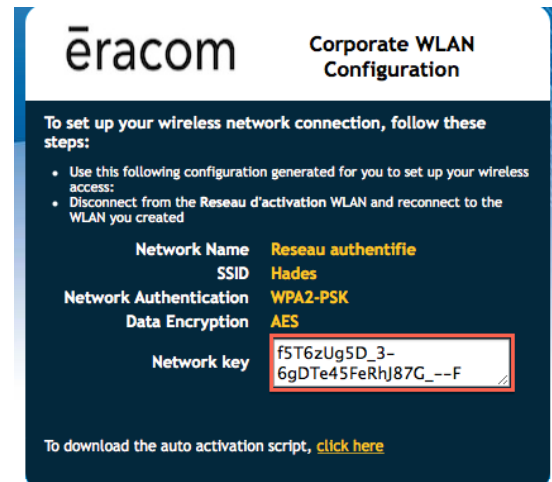 ēracom
Corporate WLAN
Configuration
To set up your wireless network connection, follow these
steps:
• Use this following configuration generated for you to set up your wireless
access:
• Disconnect from the Reseau d'activation WLAN and reconnect to the
WLAN you created
Network Name Reseau authentifie
SSID Hades
Network Authentication WPA2-PSK
Data Encryption AES
Network key f5T6zUg5D_3-
6gDTe45FeRhJ87G_--F
To download the auto activation script, click here